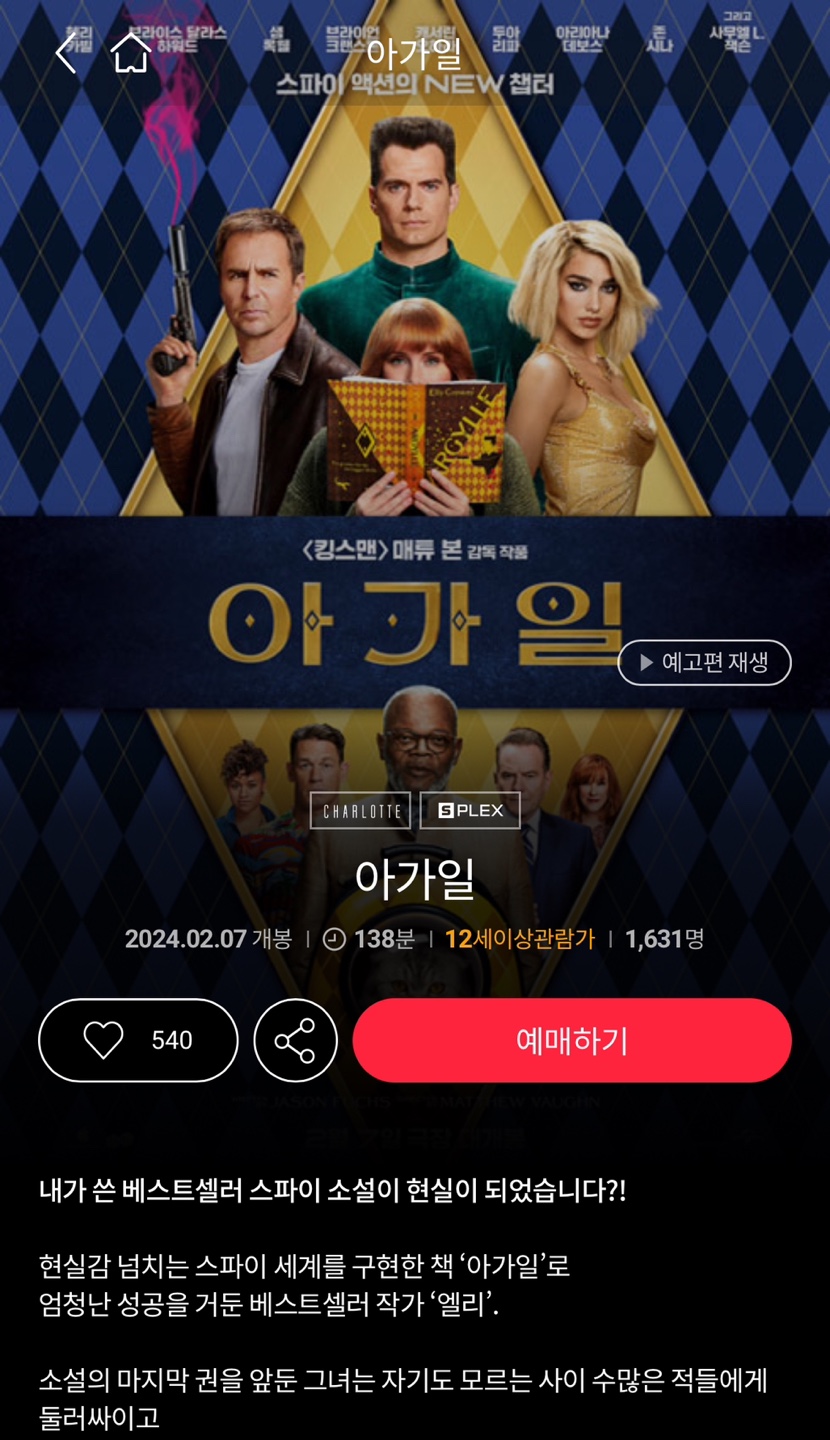 헨리 카빌
브라이스 달라스 하워드
샘 록웰
브라이언 크랜스톤
캐서린
두아 리파
아리아나 데보스
존 시나
그리고
사무엘 L. 잭슨
아가일
스파이 액션의 NEW 챕터
Elly Conway
ARGYLLE
<킹스맨> 매튜 본 감독 작품
아가일
예고편 재생
CHARLOTTE
S PLEX
아가일
2024.02.07 개봉 | 138분 | 12세이상관람가 | 1,631명
540
예매하기
JASON FUCHS MATTHEW VAUGHN
내가 쓴 베스트셀러 스파이 소설이 현실이 되었습니다?!
현실감 넘치는 스파이 세계를 구현한 책 ‘아가일’로
엄청난 성공을 거둔 베스트셀러 작가 ‘엘리’.
소설의 마지막 권을 앞둔 그녀는 자기도 모르는 사이 수많은 적들에게
둘러싸이고